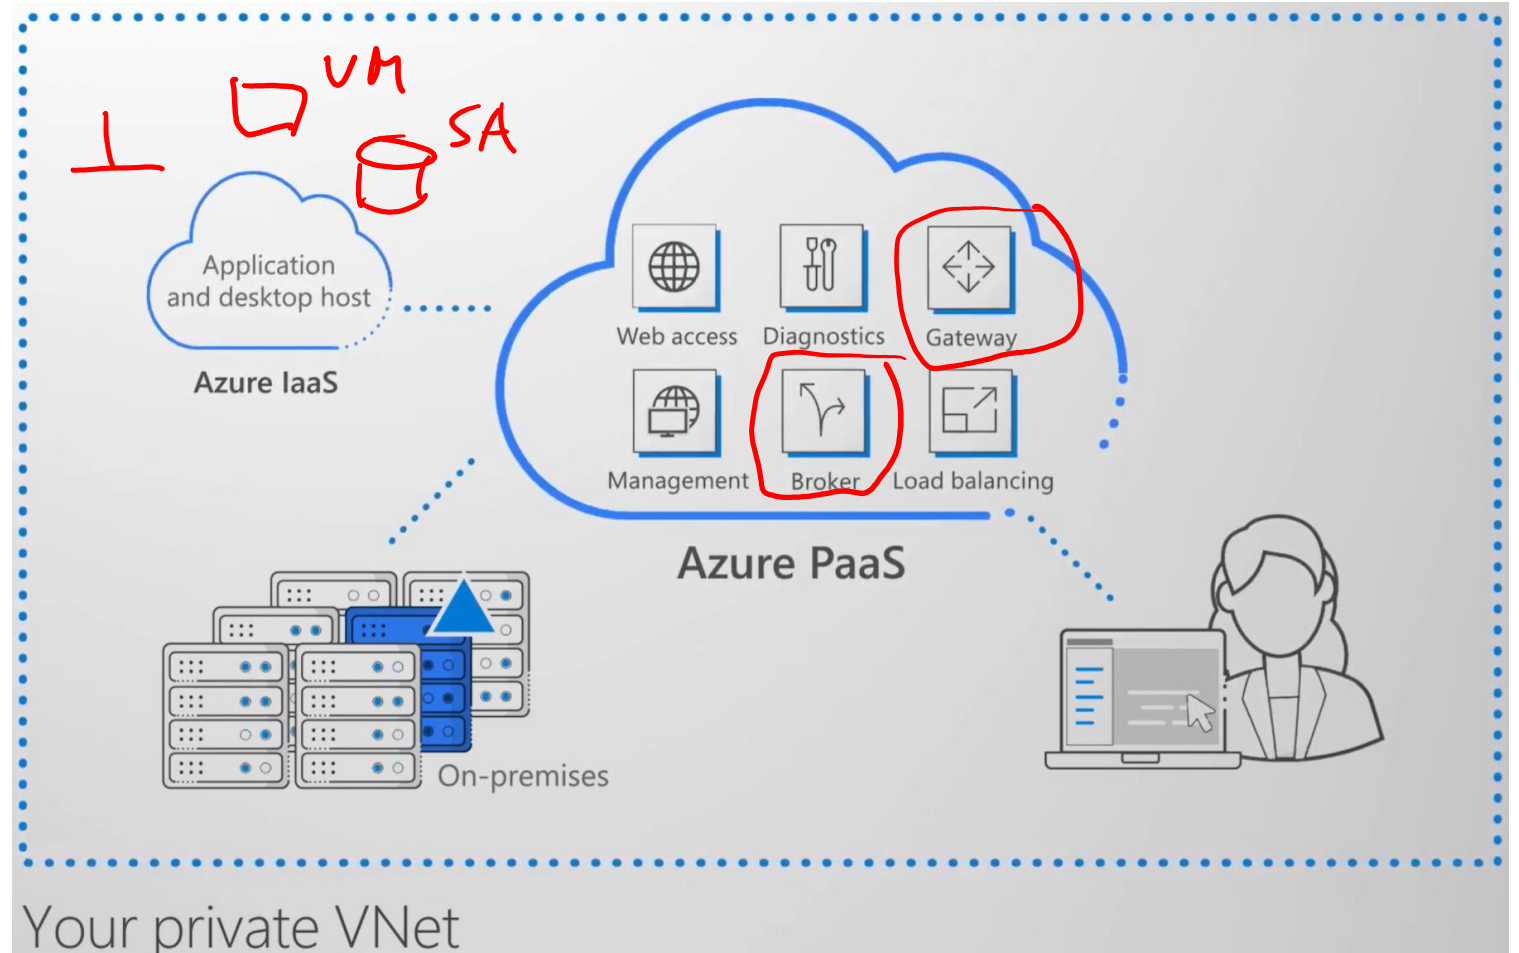 VM
SA
Application
and desktop host
Azure IaaS
Web access
Diagnostics
Gateway
Management
Broker
Load balancing
Azure PaaS
On-premises
Your private VNet